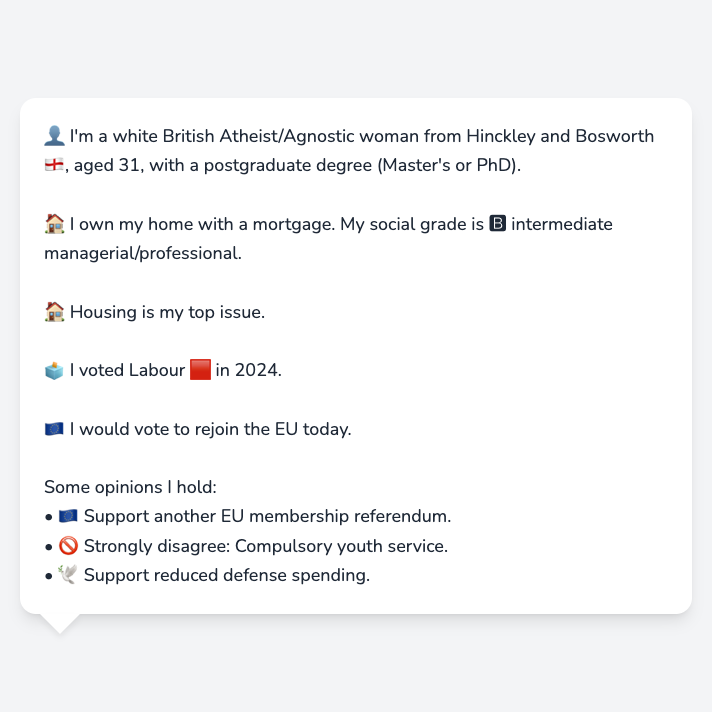 👤 I'm a white British Atheist/Agnostic woman from Hinckley and Bosworth
🏴󠁧󠁢󠁥󠁮󠁧󠁿, aged 31, with a postgraduate degree (Master's or PhD).
🏠 I own my home with a mortgage. My social grade is 🅱 intermediate
managerial/professional.
🏠 Housing is my top issue.
🗳️ I voted Labour 🟥 in 2024.
🇪🇺 I would vote to rejoin the EU today.
Some opinions I hold:
• 🇪🇺 Support another EU membership referendum.
• 🚫 Strongly disagree: Compulsory youth service.
• 🕊️ Support reduced defense spending.